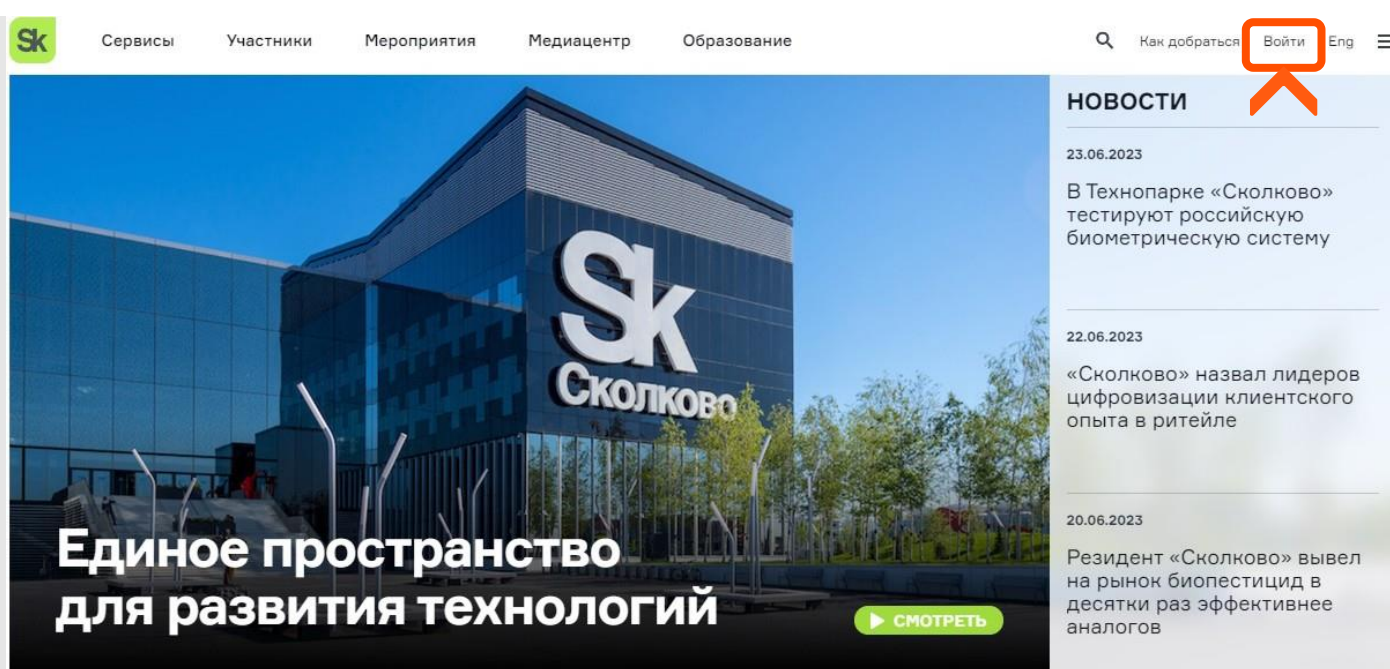 Sk
Сервисы
Участники
Мероприятия
Медиацентр
Образование
Как добраться
Войти
Eng
Sk
Сколково
Единое пространство
для развития технологий
СМОТРЕТЬ
НОВОСТИ
23.06.2023
В Технопарке «Сколково»
тестируют российскую
биометрическую систему
22.06.2023
«Сколково» назвал лидеров
цифровизации клиентского
опыта в ритейле
20.06.2023
Резидент «Сколково» вывел
на рынок биопестицид в
десятки раз эффективнее
аналогов